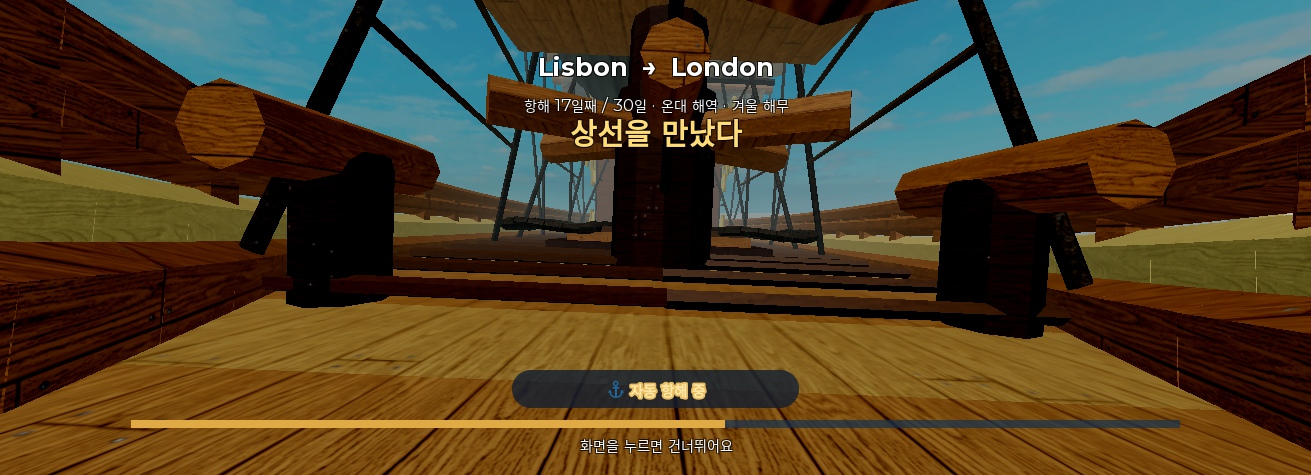 Lisbon → London
항해 17일째 / 30일 · 온대 해역 · 겨울 해무
상선을 만났다
⚓ 자동 항해 중
화면을 누르면 건너뛰어요